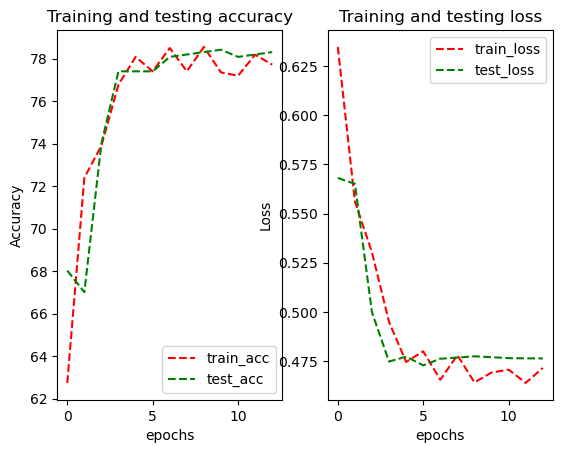 Training and testing accuracy
78
76
74
72
70
68
66
64
62
0
5
10
Accuracy
epochs
train_acc
test_acc
Training and testing loss
0.625
0.600
0.575
0.550
0.525
0.500
0.475
0
5
10
Loss
epochs
train_loss
test_loss